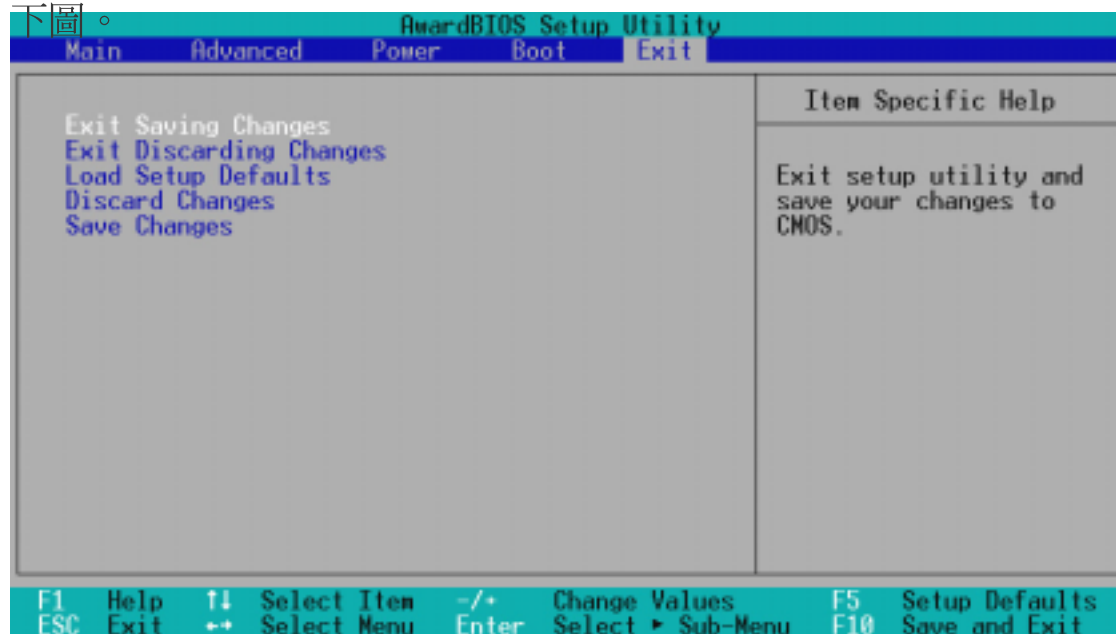 下圖。
AwardBIOS Setup Utility
Main Advanced Power Boot Exit
Exit Saving Changes
Exit Discarding Changes
Load Setup Defaults
Discard Changes
Save Changes
Item Specific Help
Exit setup utility and
save your changes to
CMOS.
F1 Help ↑↓ Select Item -/+ Change Values F5 Setup Defaults
ESC Exit ←→ Select Menu Enter Select ► Sub-Menu F10 Save and Exit